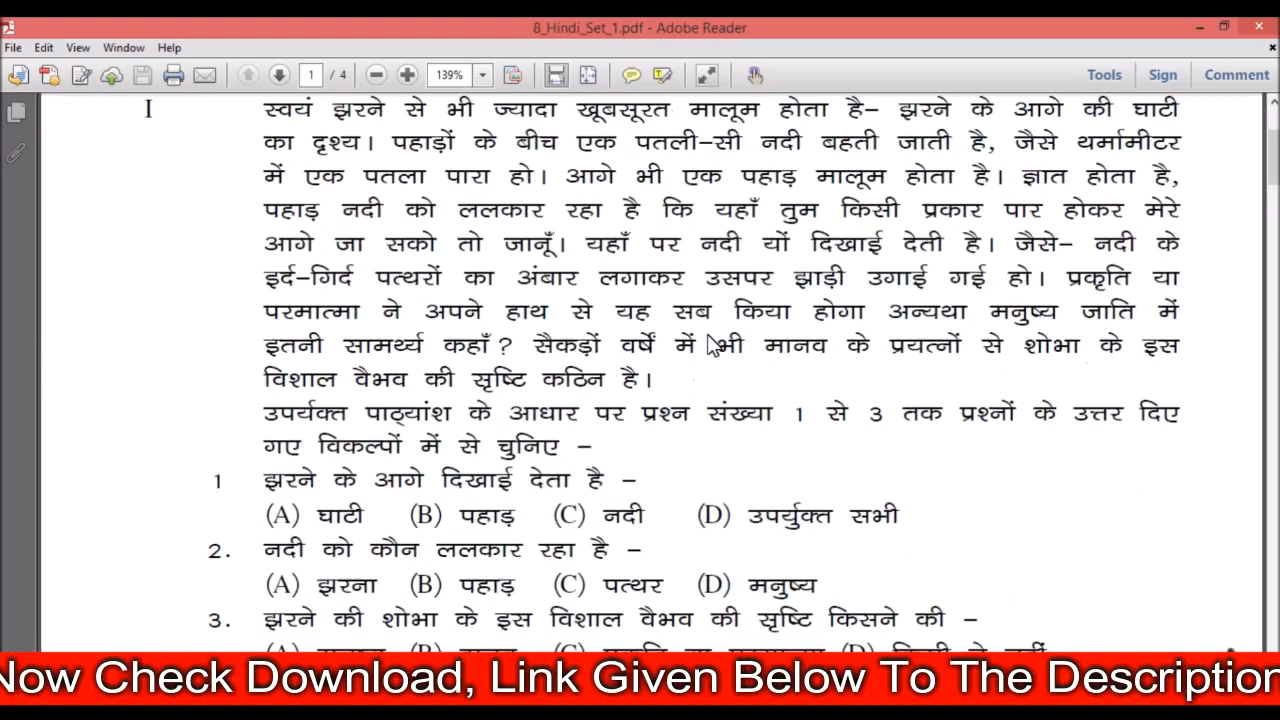 8_Hindi_Set_1.pdf - Adobe Reader
File Edit View Window Help
1 / 4 139% Tools Sign Comment
I स्वयं झरने से भी ज्यादा खूबसूरत मालूम होता है– झरने के आगे की घाटी
का दृश्य। पहाड़ों के बीच एक पतली–सी नदी बहती जाती है, जैसे थर्मामीटर
में एक पतला पारा हो। आगे भी एक पहाड़ मालूम होता है। ज्ञात होता है,
पहाड़ नदी को ललकार रहा है कि यहाँ तुम किसी प्रकार पार होकर मेरे
आगे जा सको तो जानूँ। यहाँ पर नदी यों दिखाई देती है। जैसे– नदी के
इर्द–गिर्द पत्थरों का अंबार लगाकर उसपर झाड़ी उगाई गई हो। प्रकृति या
परमात्मा ने अपने हाथ से यह सब किया होगा अन्यथा मनुष्य जाति में
इतनी सामर्थ्य कहाँ? सैकड़ों वर्षें में भी मानव के प्रयत्नों से शोभा के इस
विशाल वैभव की सृष्टि कठिन है।
उपर्यक्त पाठ्यांश के आधार पर प्रश्न संख्या 1 से 3 तक प्रश्नों के उत्तर दिए
गए विकल्पों में से चुनिए –
1 झरने के आगे दिखाई देता है –
(A) घाटी (B) पहाड़ (C) नदी (D) उपर्युक्त सभी
2. नदी को कौन ललकार रहा है –
(A) झरना (B) पहाड़ (C) पत्थर (D) मनुष्य
3. झरने की शोभा के इस विशाल वैभव की सृष्टि किसने की –
Now Check Download, Link Given Below To The Description